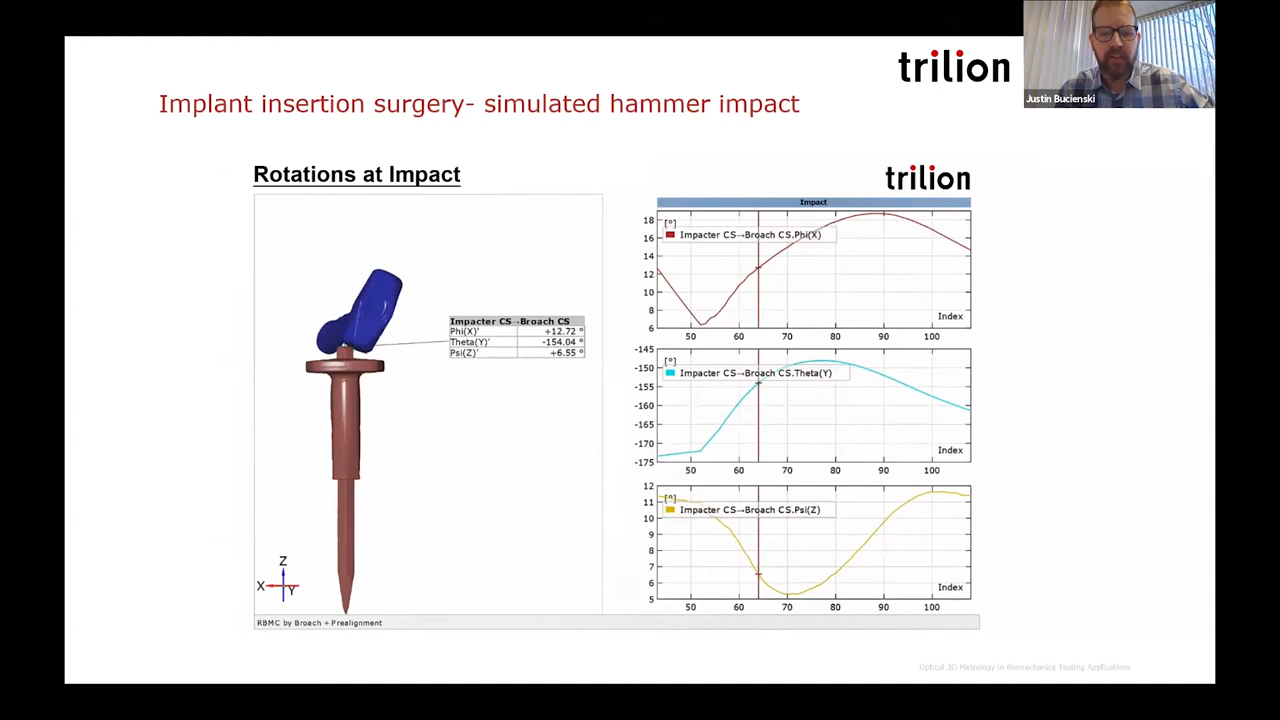 trilion
Justin Bucienski
Implant insertion surgery- simulated hammer impact
Rotations at Impact
trilion
Impact
Impacter CS→Broach CS
Phi(X)' +12.72 °
Theta(Y)' -154.04 °
Psi(Z)' +6.55 °
[°]
Impacter CS→Broach CS.Phi(X)
18
16
14
12
10
8
6
Index
50 60 70 80 90 100
[°]
Impacter CS→Broach CS.Theta(Y)
-145
-150
-155
-160
-165
-170
-175
Index
50 60 70 80 90 100
[°]
Impacter CS→Broach CS.Psi(Z)
12
11
10
9
8
7
6
5
Index
50 60 70 80 90 100
Z
X
Y
RBMC by Broach + Prealignment
Optical 3D Metrology in Biomechanics Testing Applications